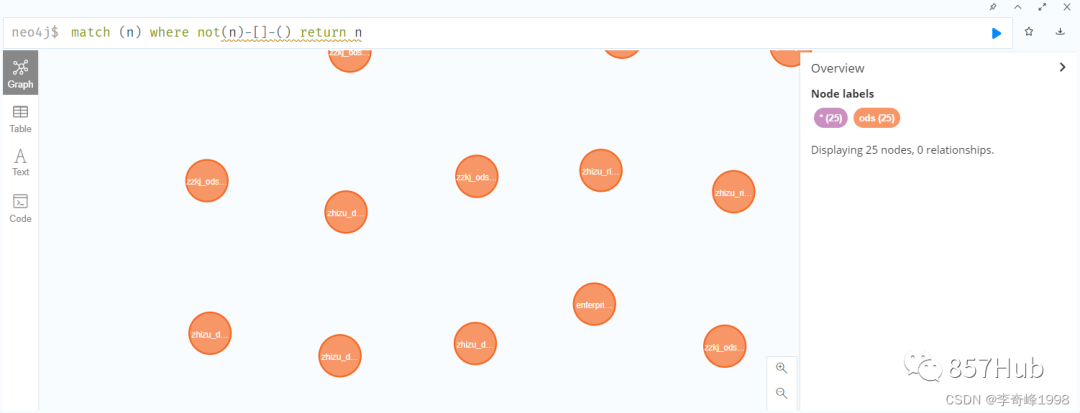 neo4j$ match (n) where not(n)-[]-() return n
Graph
Table
Text
Code
zzkj_ods...
zzkj_ods...
zhizu_d...
zzkj_ods...
zhizu_ri...
zhizu_ri...
zhizu_d...
zhizu_d...
zhizu_d...
enterpri...
zzkj_ods...
Overview
Node labels
* (25) ods (25)
Displaying 25 nodes, 0 relationships.
857Hub
CSDN @李奇峰1998